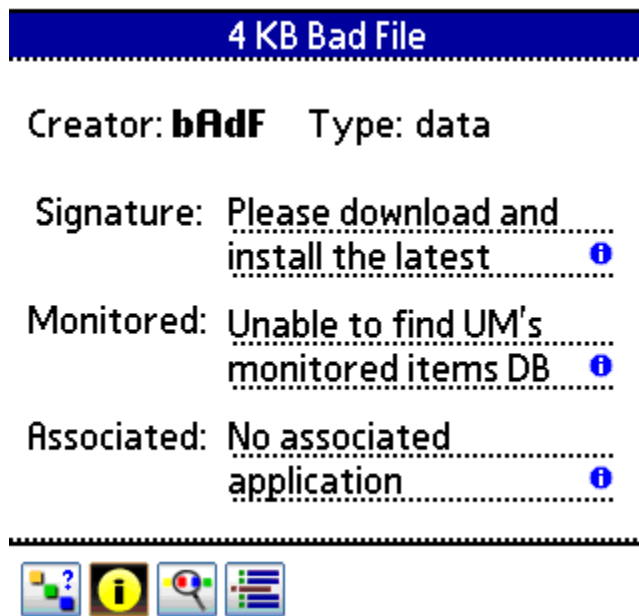 4 KB Bad File
Creator: bAdF Type: data
Signature: Please download and
install the latest
Monitored: Unable to find UM's
monitored items DB
Associated: No associated
application